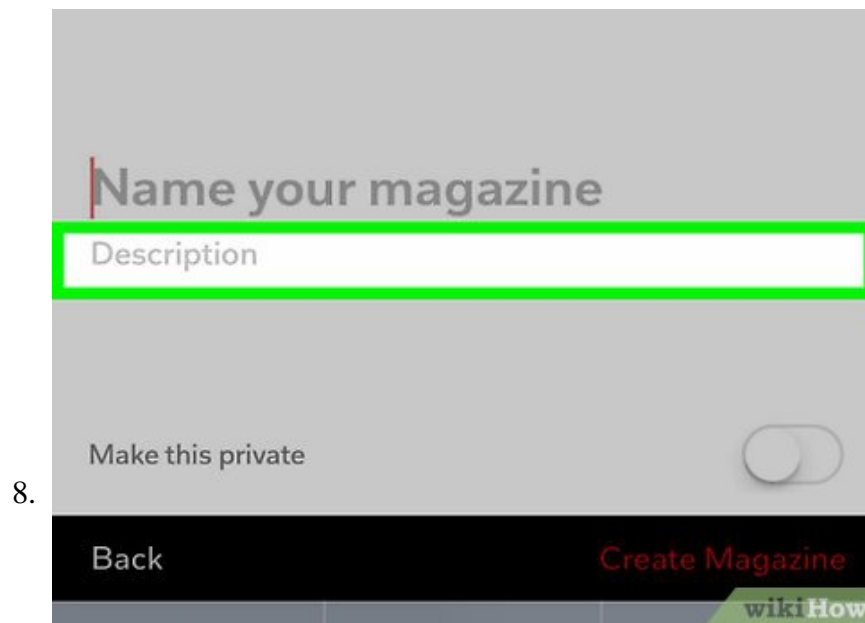 Name your magazine
Description
Make this private
8.
Back
Create Magazine
wikiHow